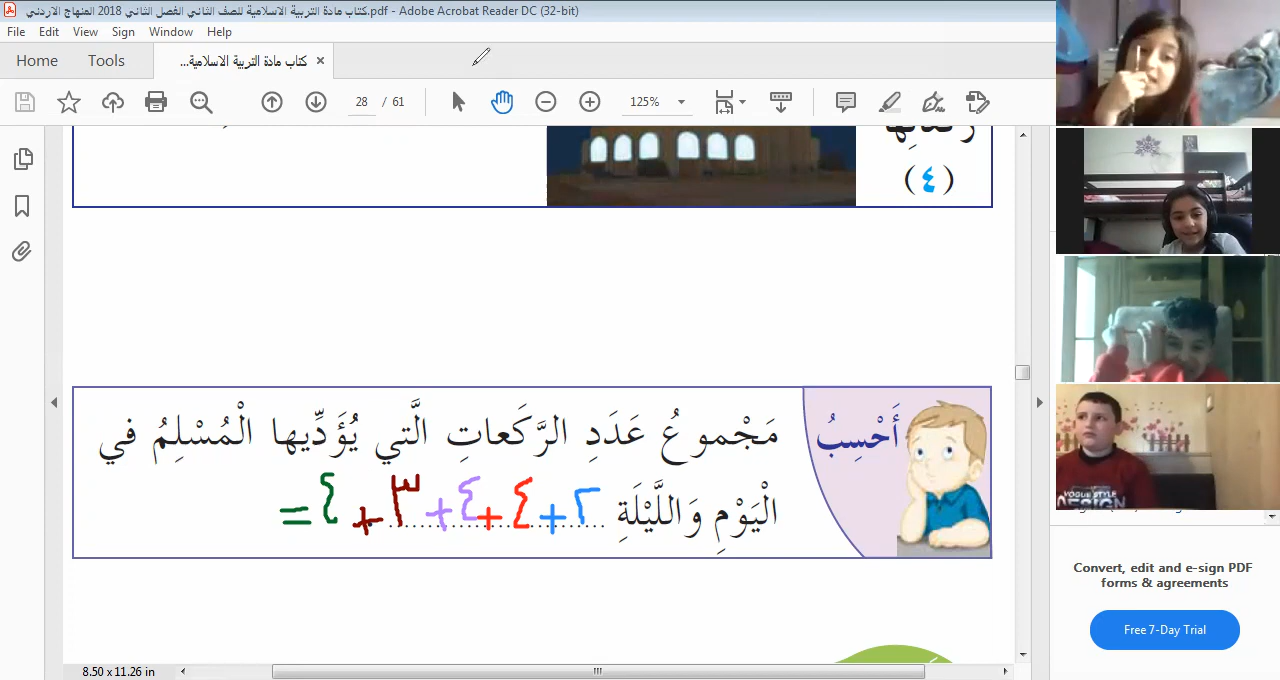 كتاب مادة التربية الاسلامية للصف الثاني الفصل الثاني 2018 المنهاج الاردني.pdf - Adobe Acrobat Reader DC (32-bit)
File Edit View Sign Window Help
Home Tools كتاب مادة التربية الاسلامية... ×
28 / 61 125%
(٤)
أَحْسِبُ
مَجْموعُ عَدَدِ الرَّكَعاتِ الَّتي يُؤَدِّيها الْمُسْلِمُ في
الْيَوْمِ وَاللَّيْلَةِ ٢+٤+٤+٣+٤=
VOGUE STYLE
DESIGN
Convert, edit and e-sign PDF
forms & agreements
Free 7-Day Trial
8.50 x 11.26 in